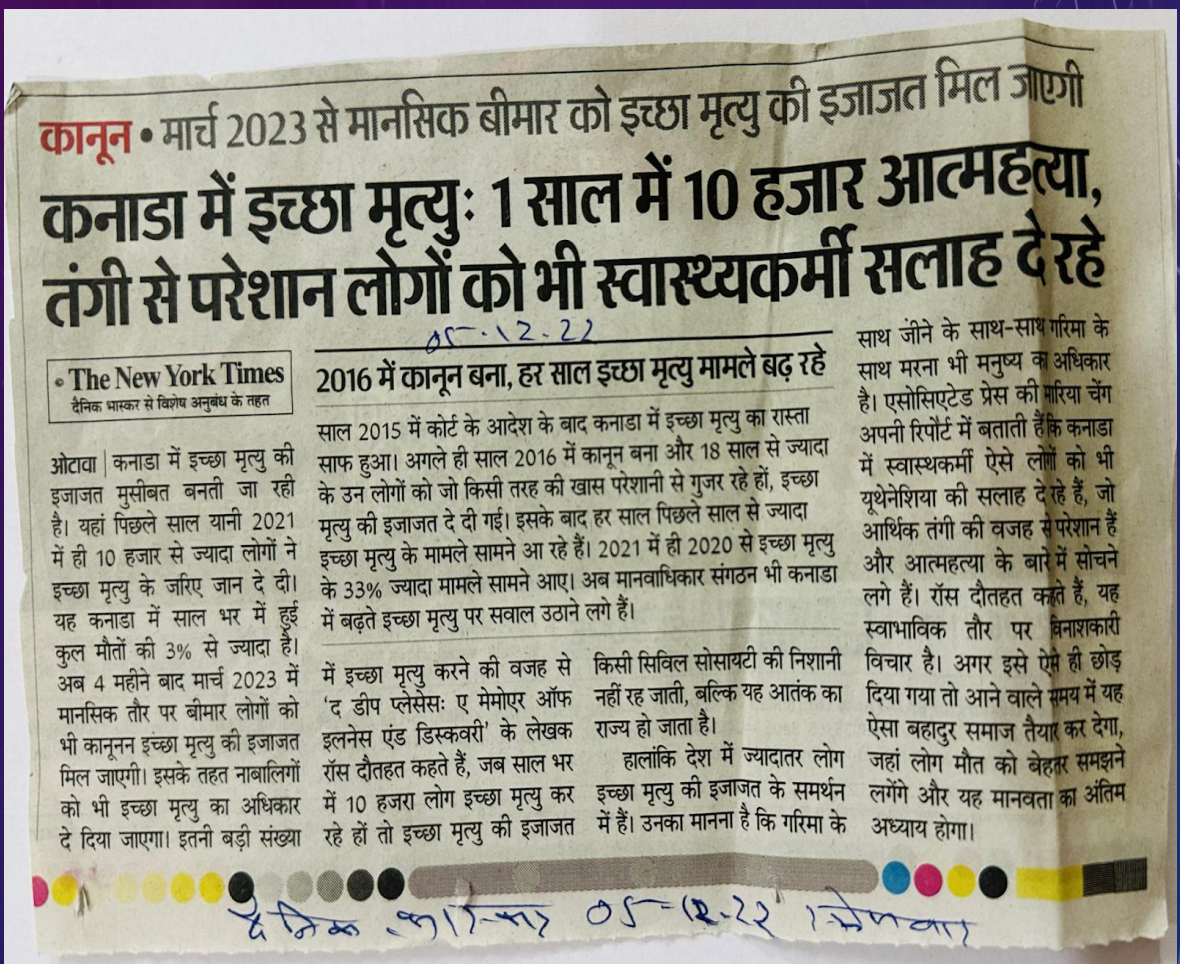 कानून • मार्च 2023 से मानसिक बीमार को इच्छा मृत्यु की इजाजत मिल जाएगी
कनाडा में इच्छा मृत्यु: 1 साल में 10 हजार आत्महत्या,
तंगी से परेशान लोगों को भी स्वास्थ्यकर्मी सलाह दे रहे
05-12-22
• The New York Times
दैनिक भास्कर से विशेष अनुबंध के तहत
ओटावा | कनाडा में इच्छा मृत्यु की
इजाजत मुसीबत बनती जा रही
है। यहां पिछले साल यानी 2021
में ही 10 हजार से ज्यादा लोगों ने
इच्छा मृत्यु के जरिए जान दे दी।
यह कनाडा में साल भर में हुई
कुल मौतों की 3% से ज्यादा है।
अब 4 महीने बाद मार्च 2023 में
मानसिक तौर पर बीमार लोगों को
भी कानूनन इच्छा मृत्यु की इजाजत
मिल जाएगी। इसके तहत नाबालिगों
को भी इच्छा मृत्यु का अधिकार
दे दिया जाएगा। इतनी बड़ी संख्या
2016 में कानून बना, हर साल इच्छा मृत्यु मामले बढ़ रहे
साल 2015 में कोर्ट के आदेश के बाद कनाडा में इच्छा मृत्यु का रास्ता
साफ हुआ। अगले ही साल 2016 में कानून बना और 18 साल से ज्यादा
के उन लोगों को जो किसी तरह की खास परेशानी से गुजर रहे हों, इच्छा
मृत्यु की इजाजत दे दी गई। इसके बाद हर साल पिछले साल से ज्यादा
इच्छा मृत्यु के मामले सामने आ रहे हैं। 2021 में ही 2020 से इच्छा मृत्यु
के 33% ज्यादा मामले सामने आए। अब मानवाधिकार संगठन भी कनाडा
में बढ़ते इच्छा मृत्यु पर सवाल उठाने लगे हैं।
में इच्छा मृत्यु करने की वजह से
'द डीप प्लेसेस: ए मेमोएर ऑफ
इलनेस एंड डिस्कवरी' के लेखक
रॉस दौतहत कहते हैं, जब साल भर
में 10 हजरा लोग इच्छा मृत्यु कर
रहे हों तो इच्छा मृत्यु की इजाजत
किसी सिविल सोसायटी की निशानी
नहीं रह जाती, बल्कि यह आतंक का
राज्य हो जाता है।
हालांकि देश में ज्यादातर लोग
इच्छा मृत्यु की इजाजत के समर्थन
में हैं। उनका मानना है कि गरिमा के
साथ जीने के साथ-साथ गरिमा के
साथ मरना भी मनुष्य का अधिकार
है। एसोसिएटेड प्रेस की मारिया चेंग
अपनी रिपोर्ट में बताती हैं कि कनाडा
में स्वास्थकर्मी ऐसे लोगों को भी
यूथेनेशिया की सलाह दे रहे हैं, जो
आर्थिक तंगी की वजह से परेशान हैं
और आत्महत्या के बारे में सोचने
लगे हैं। रॉस दौतहत कहते हैं, यह
स्वाभाविक तौर पर विनाशकारी
विचार है। अगर इसे ऐसे ही छोड़
दिया गया तो आने वाले समय में यह
ऐसा बहादुर समाज तैयार कर देगा,
जहां लोग मौत को बेहतर समझने
लगेंगे और यह मानवता का अंतिम
अध्याय होगा।
दैनिक भास्कर 05-12-22